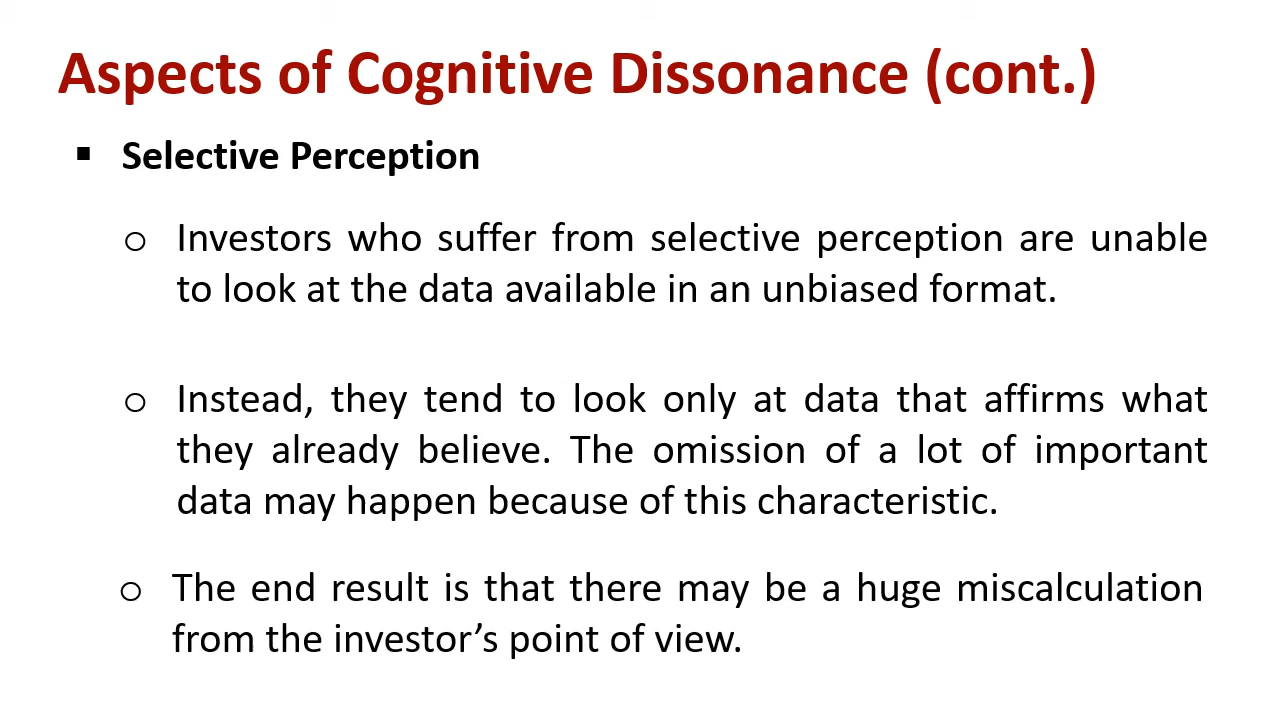 Aspects of Cognitive Dissonance (cont.)
▪ Selective Perception
o Investors who suffer from selective perception are unable
to look at the data available in an unbiased format.
o Instead, they tend to look only at data that affirms what
they already believe. The omission of a lot of important
data may happen because of this characteristic.
o The end result is that there may be a huge miscalculation
from the investor’s point of view.